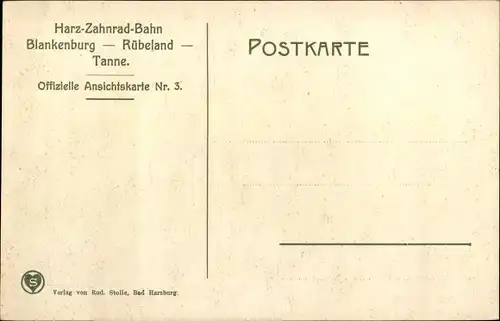 Harz-Zahnrad-Bahn
Blankenburg — Rübeland —
Tanne.
Offizielle Ansichtskarte Nr. 3.
POSTKARTE
S
Verlag von Rud. Stolle, Bad Harzburg.